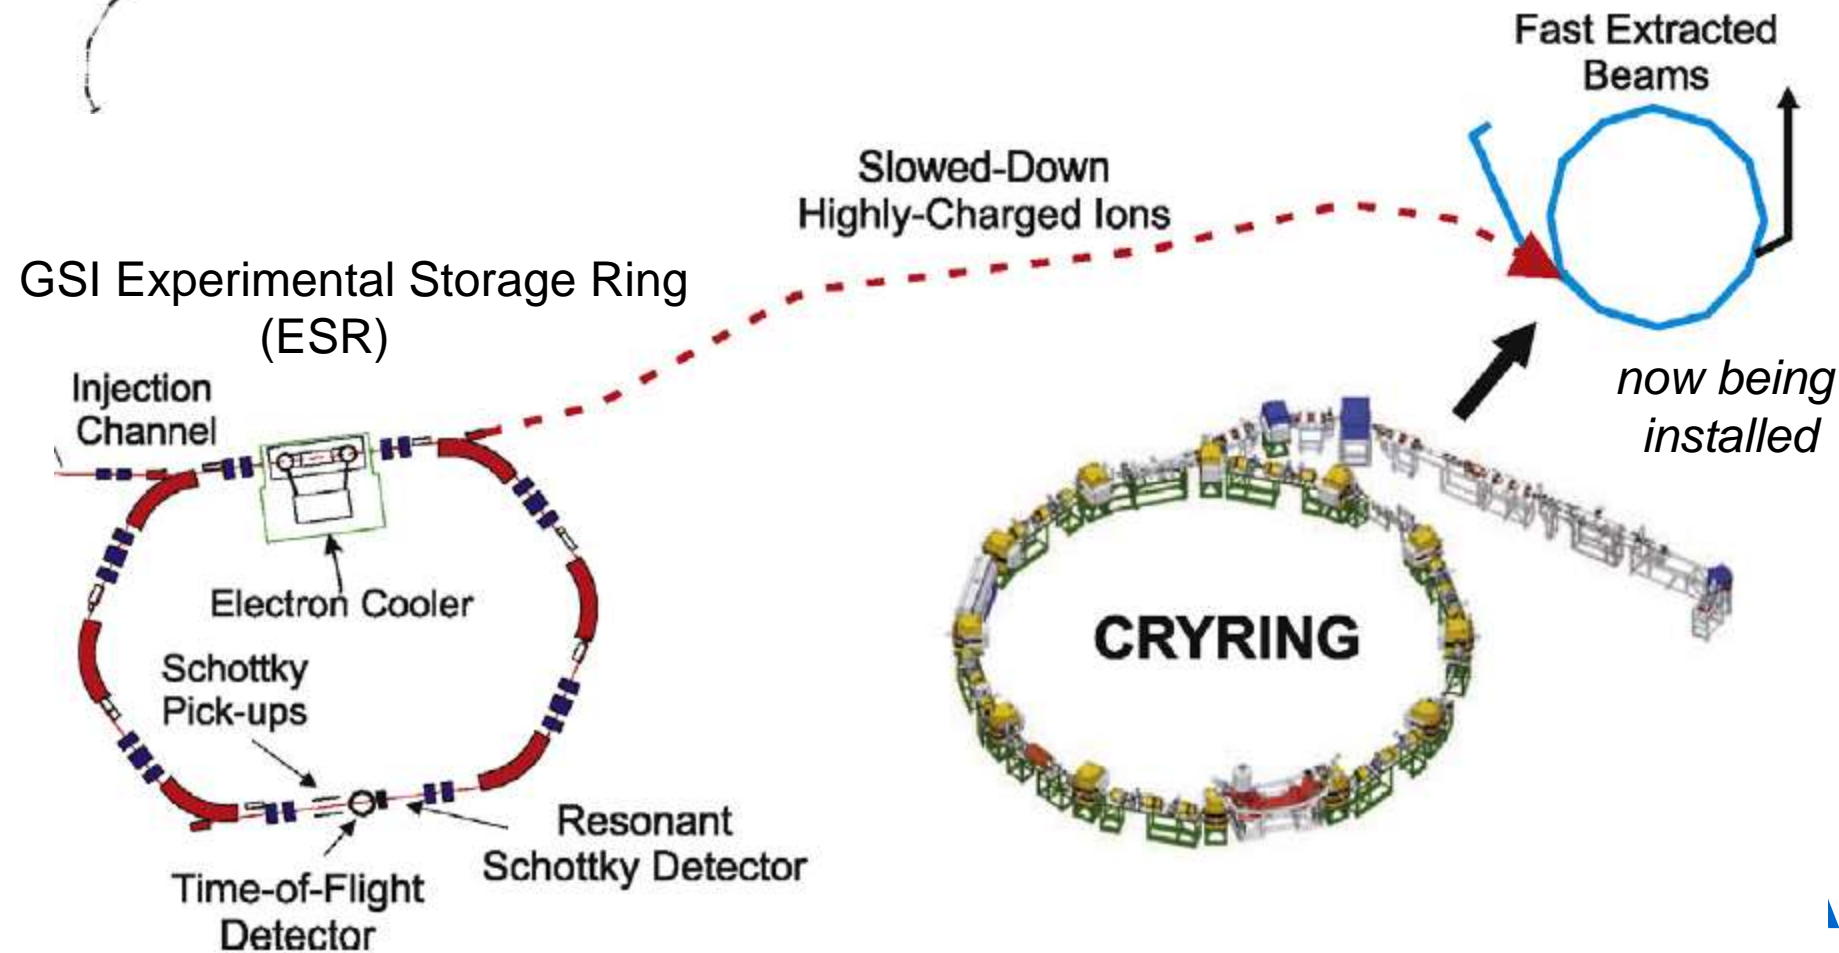 Fast Extracted
Beams
Slowed-Down
Highly-Charged Ions
GSI Experimental Storage Ring
(ESR)
Injection
Channel
now being
installed
Electron Cooler
CRYRING
Schottky
Pick-ups
Resonant
Schottky Detector
Time-of-Flight
Detector